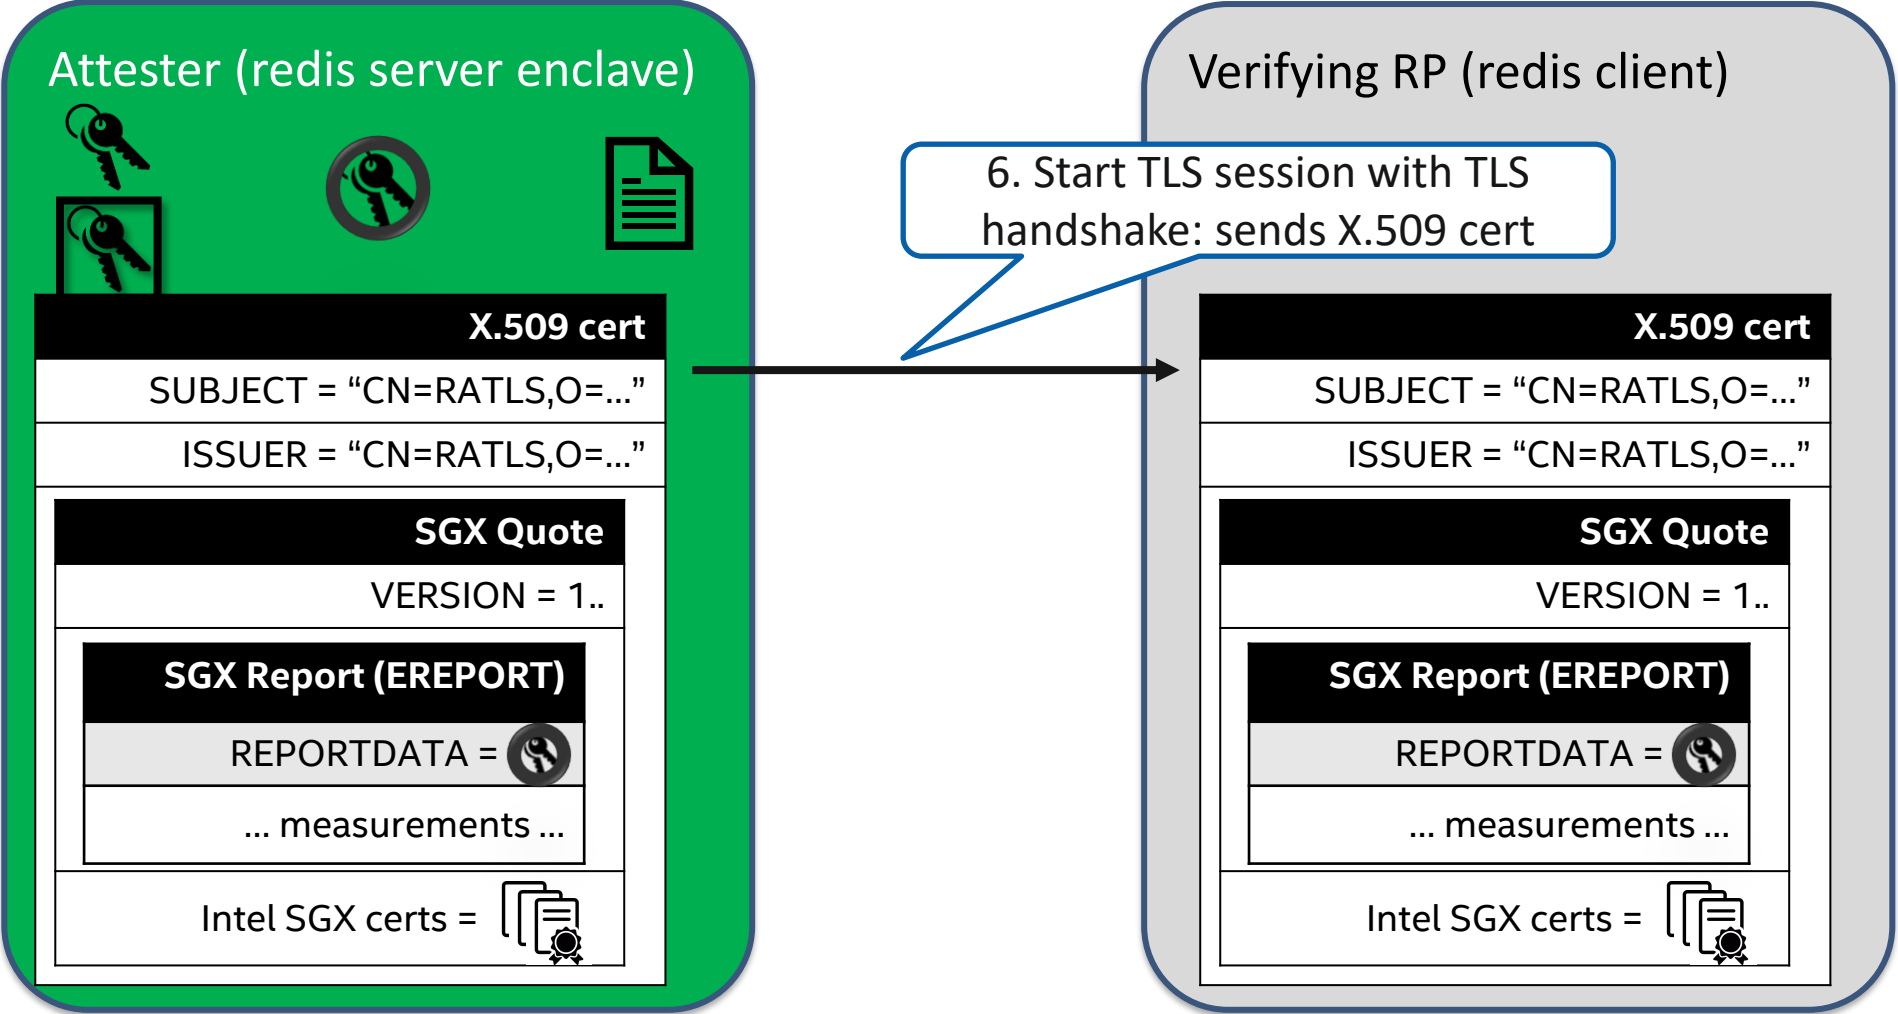 Attester (redis server enclave)
Verifying RP (redis client)
6. Start TLS session with TLS
handshake: sends X.509 cert
X.509 cert
SUBJECT = “CN=RATLS,O=...”
ISSUER = “CN=RATLS,O=...”
SGX Quote
VERSION = 1..
SGX Report (EREPORT)
REPORTDATA =
... measurements ...
Intel SGX certs =
X.509 cert
SUBJECT = “CN=RATLS,O=...”
ISSUER = “CN=RATLS,O=...”
SGX Quote
VERSION = 1..
SGX Report (EREPORT)
REPORTDATA =
... measurements ...
Intel SGX certs =